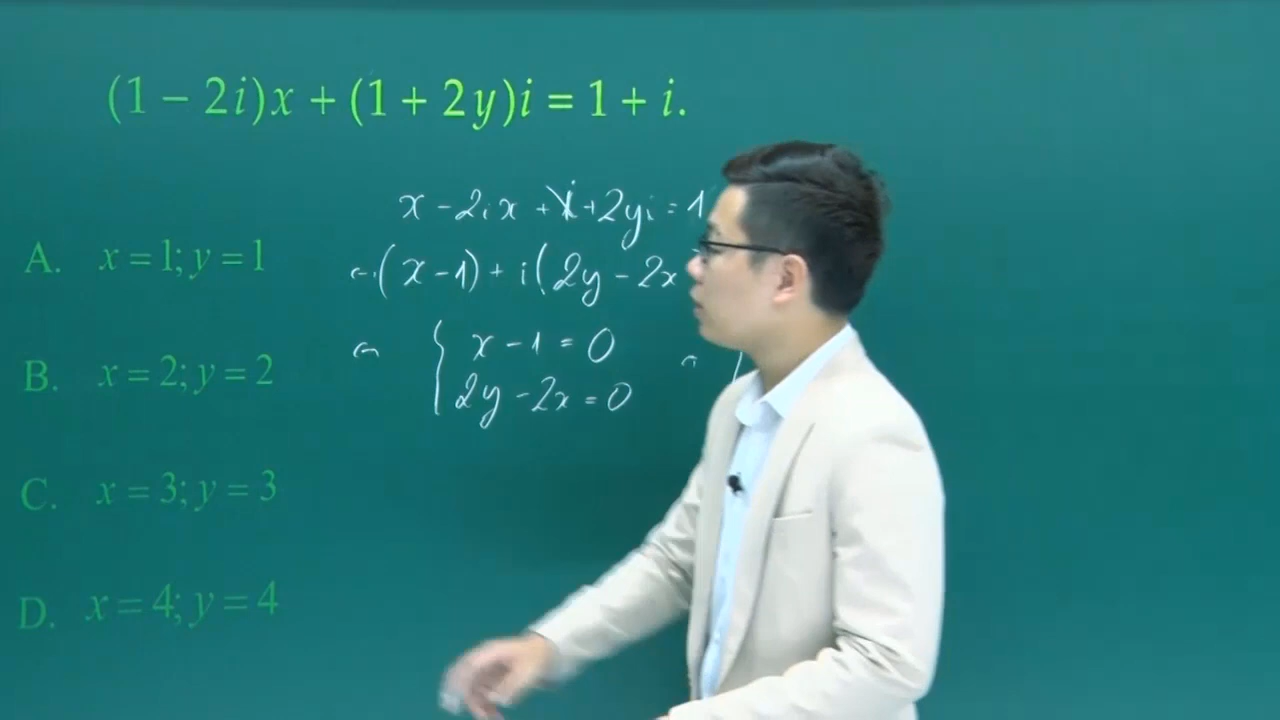 (1 − 2i)x + (1 + 2y)i = 1 + i.
x - 2ix + i + 2yi = 1
(x - 1) + i(2y - 2x
{ x - 1 = 0
2y - 2x = 0
A. x = 1; y = 1
B. x = 2; y = 2
C. x = 3; y = 3
D. x = 4; y = 4